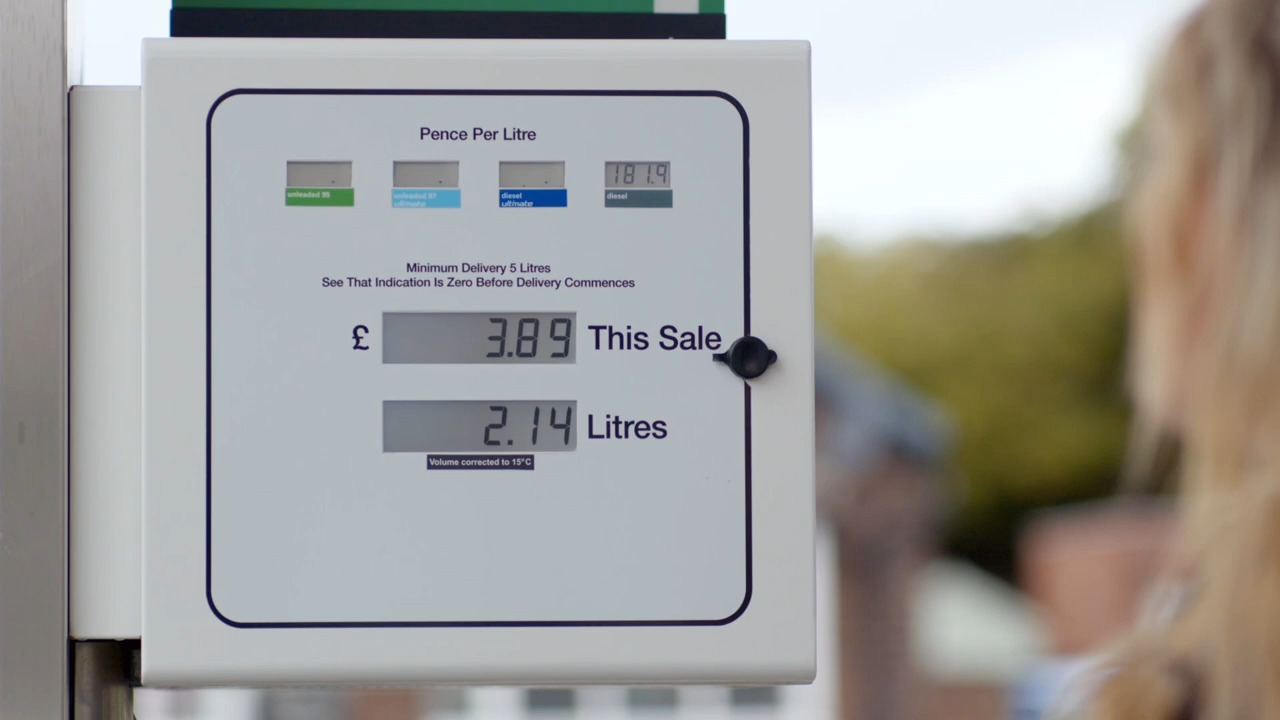 Pence Per Litre
181.9
unleaded 95
unleaded 97
ultimate
diesel
ultimate
diesel
Minimum Delivery 5 Litres
See That Indication Is Zero Before Delivery Commences
£ 3.89 This Sale
2.14 Litres
Volume corrected to 15°C